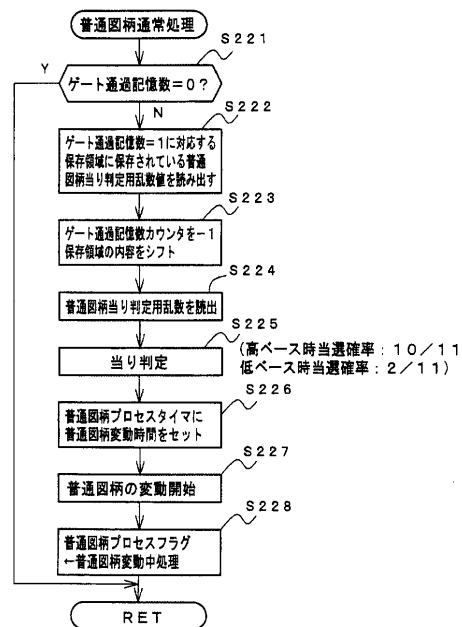 普通図柄通常処理
S221
Y
ゲート通過記憶数=0?
N
S222
ゲート通過記憶数=1に対応する
保存領域に保存されている普通
図柄当り判定用乱数値を読み出す
S223
ゲート通過記憶数カウンタを−1
保存領域の内容をシフト
S224
普通図柄当り判定用乱数を読出
S225
当り判定
(高ベース時当選確率:10/11
低ベース時当選確率:2/11)
S226
普通図柄プロセスタイマに
普通図柄変動時間をセット
S227
普通図柄の変動開始
S228
普通図柄プロセスフラグ
←普通図柄変動中処理
RET